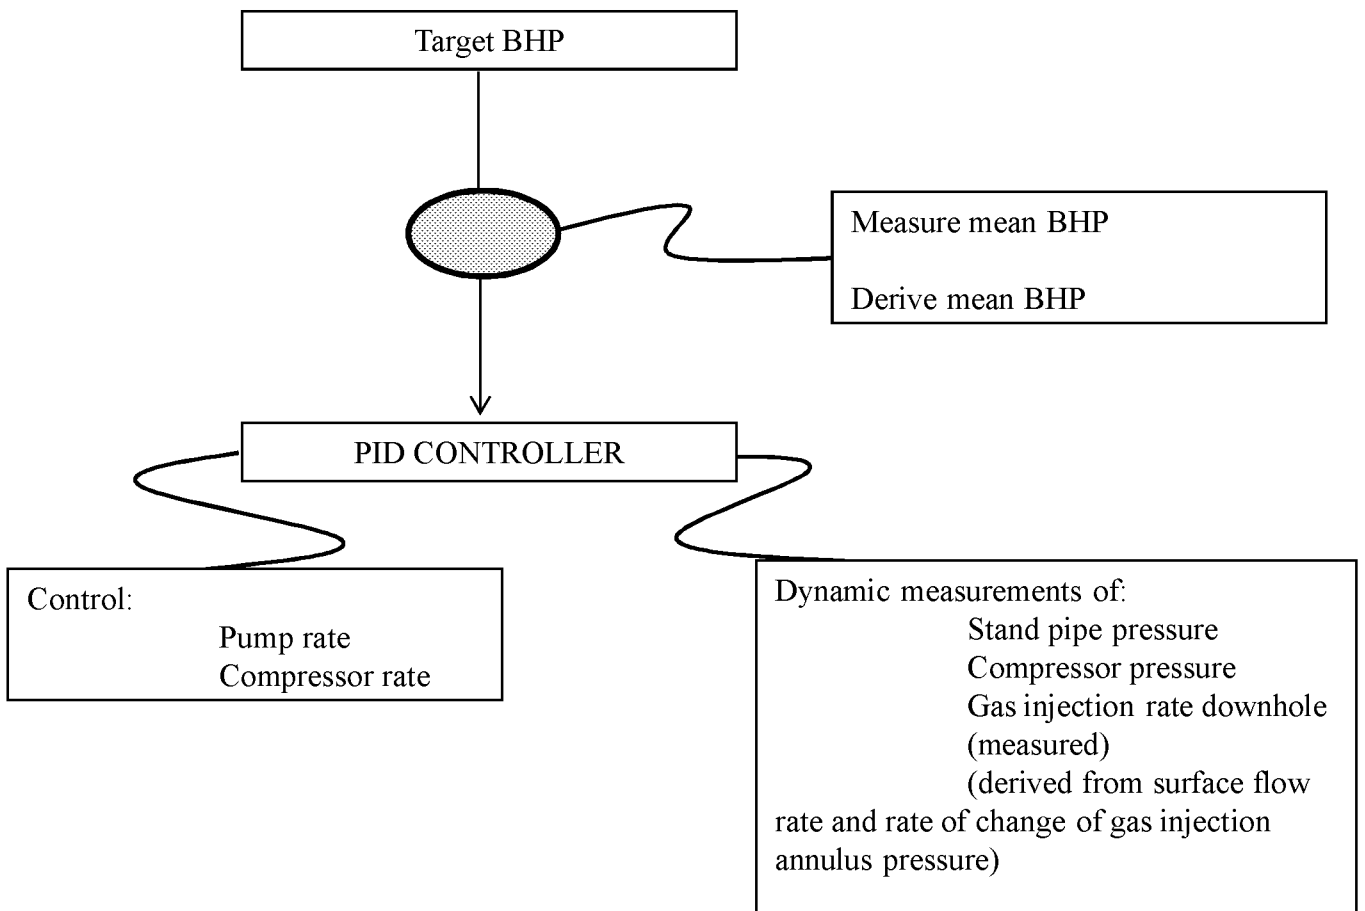 Target BHP
Measure mean BHP
Derive mean BHP
PID CONTROLLER
Control:
Pump rate
Compressor rate
Dynamic measurements of:
Stand pipe pressure
Compressor pressure
Gas injection rate downhole
(measured)
(derived from surface flow
rate and rate of change of gas injection
annulus pressure)